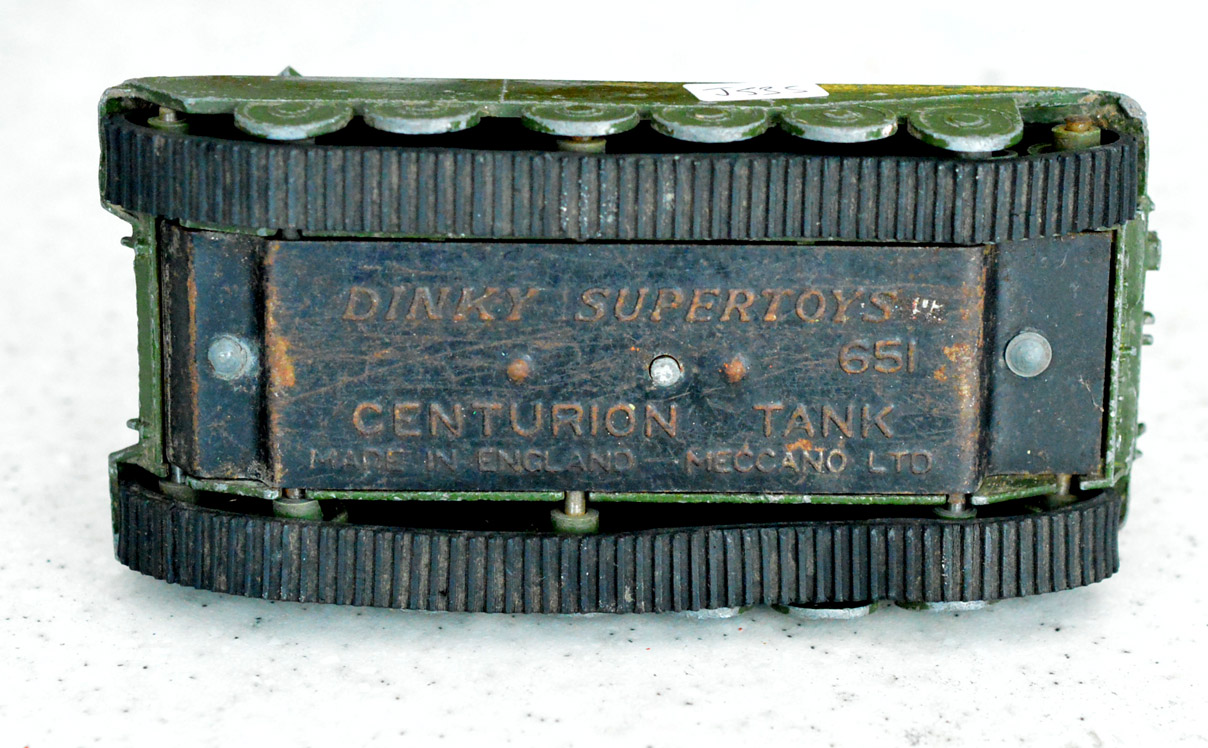 DINKY SUPERTOYS
651
CENTURION TANK
MADE IN ENGLAND MECCANO LTD